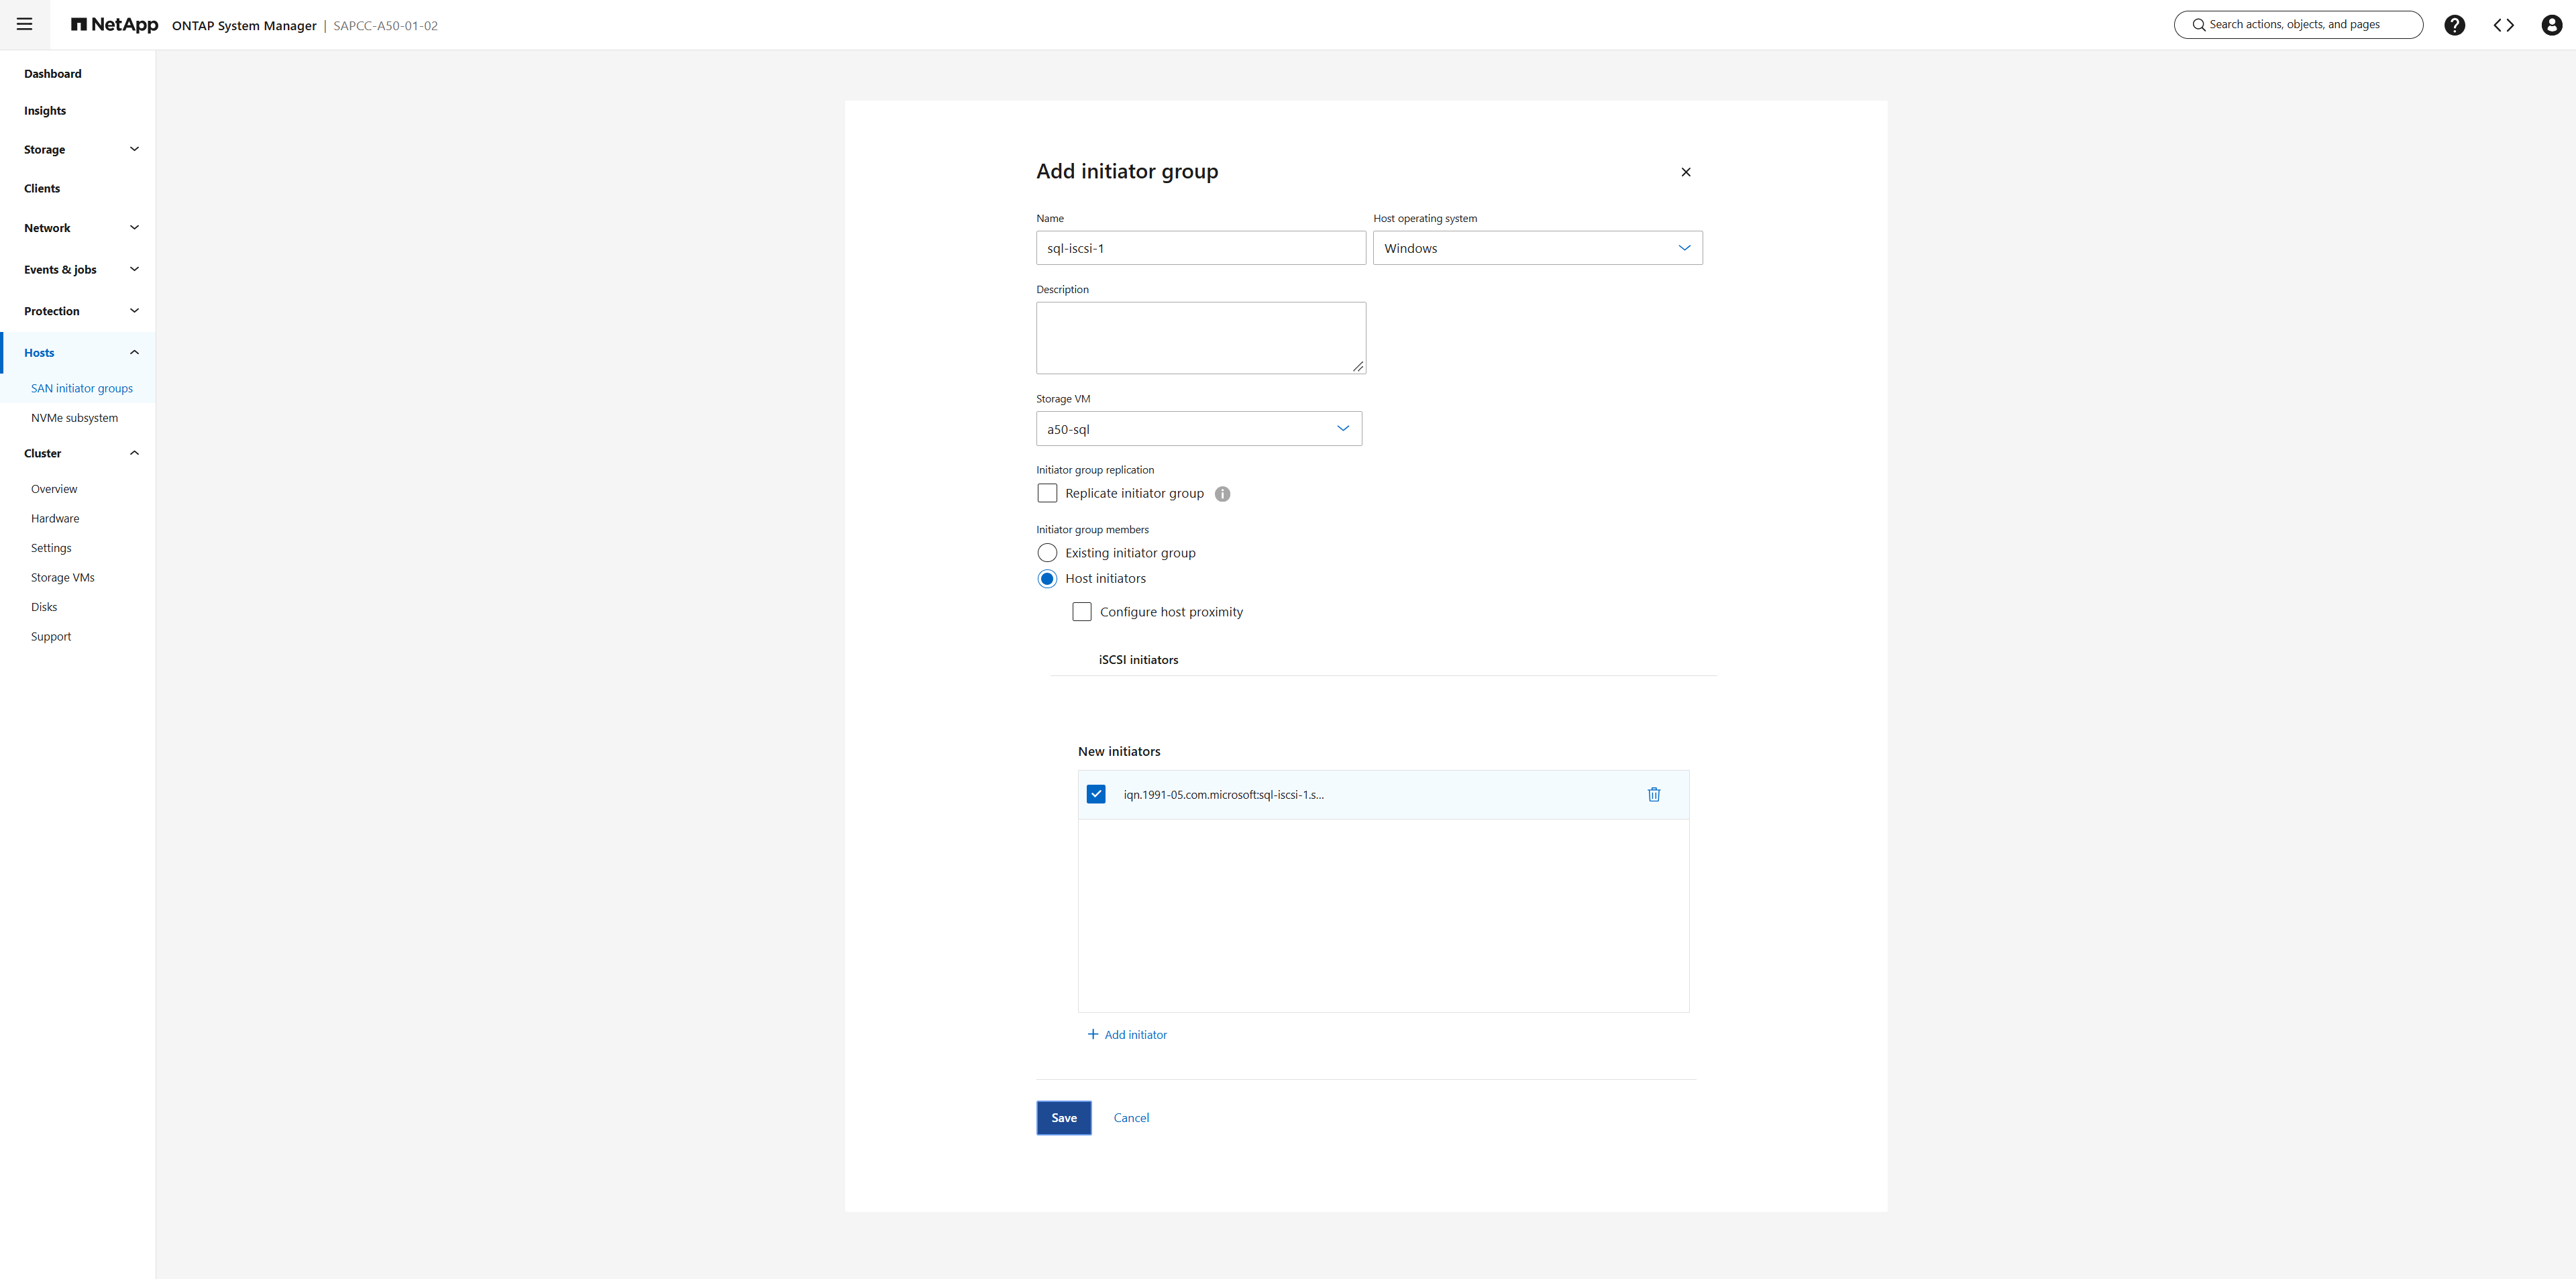 NetApp ONTAP System Manager | SAPCC-A50-01-02
Search actions, objects, and pages
Dashboard
Insights
Storage
Clients
Network
Events & jobs
Protection
Hosts
SAN initiator groups
NVMe subsystem
Cluster
Overview
Hardware
Settings
Storage VMs
Disks
Support
Add initiator group
Name
Host operating system
sql-iscsi-1
Windows
Description
Storage VM
a50-sql
Initiator group replication
Replicate initiator group
Initiator group members
Existing initiator group
Host initiators
Configure host proximity
iSCSI initiators
New initiators
iqn.1991-05.com.microsoft:sql-iscsi-1.s...
Add initiator
Save
Cancel